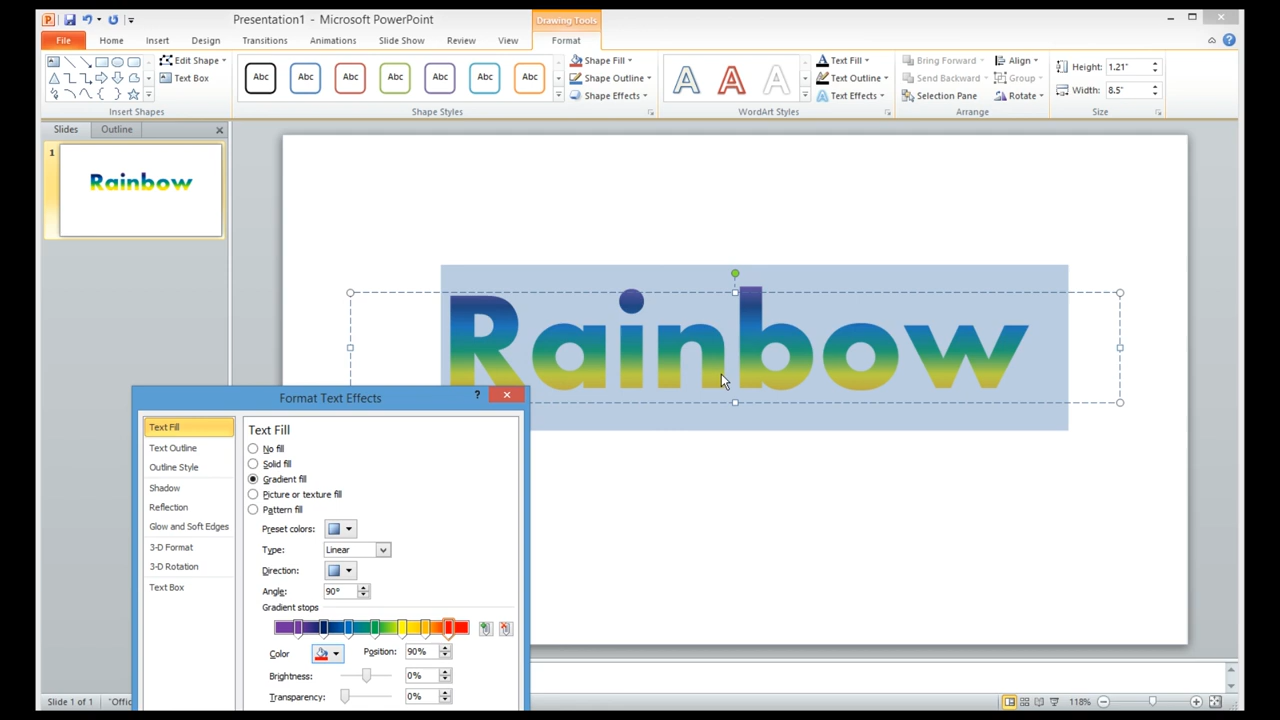 Presentation1 - Microsoft PowerPoint
Drawing Tools
File Home Insert Design Transitions Animations Slide Show Review View Format
Edit Shape
Text Box
Insert Shapes
Abc Abc Abc Abc Abc Abc Abc
Shape Fill
Shape Outline
Shape Effects
Shape Styles
A A A
Text Fill
Text Outline
Text Effects
WordArt Styles
Bring Forward
Send Backward
Selection Pane
Align
Group
Rotate
Arrange
Height: 1.21"
Width: 8.5"
Size
Slides Outline
1
Rainbow
Rainbow
Format Text Effects
Text Fill
Text Outline
Outline Style
Shadow
Reflection
Glow and Soft Edges
3-D Format
3-D Rotation
Text Box
Text Fill
No fill
Solid fill
Gradient fill
Picture or texture fill
Pattern fill
Preset colors:
Type: Linear
Direction:
Angle: 90°
Gradient stops
Color
Position: 90%
Brightness: 0%
Transparency: 0%
Slide 1 of 1
118%